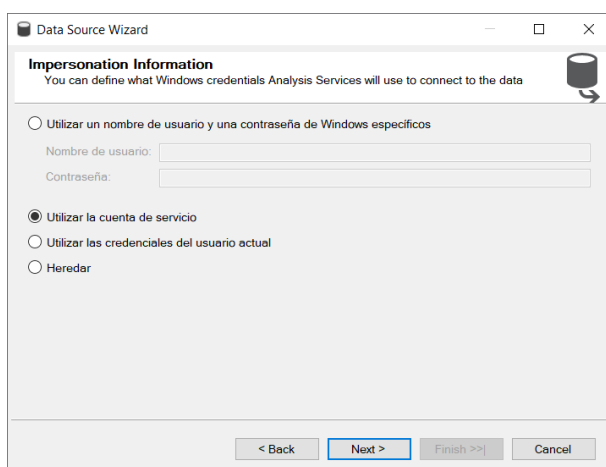 Data Source Wizard
Impersonation Information
You can define what Windows credentials Analysis Services will use to connect to the data
Utilizar un nombre de usuario y una contraseña de Windows específicos
Nombre de usuario:
Contraseña:
Utilizar la cuenta de servicio
Utilizar las credenciales del usuario actual
Heredar
< Back Next > Finish >>| Cancel